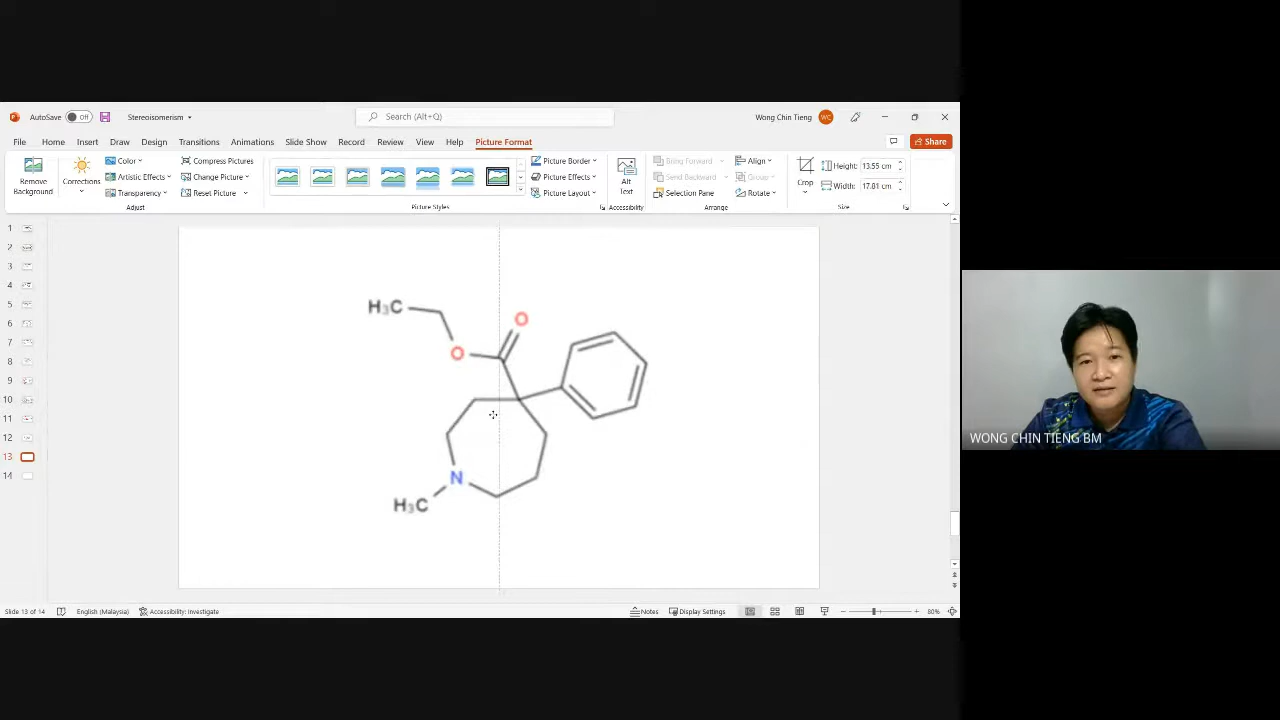 AutoSave Off Stereoisomerism Search (Alt+Q) Wong Chin Tieng WC
File Home Insert Draw Design Transitions Animations Slide Show Record Review View Help Picture Format Share
Remove Background
Corrections
Color
Artistic Effects
Transparency
Compress Pictures
Change Picture
Reset Picture
Adjust
Picture Styles
Picture Border
Picture Effects
Picture Layout
Alt Text
Accessibility
Bring Forward
Send Backward
Selection Pane
Align
Group
Rotate
Arrange
Crop
Height: 13.55 cm
Width: 17.81 cm
Size
1
2
3
4
5
6
7
8
9
10
11
12
13
14
H₃C
O
O
N
H₃C
WONG CHIN TIENG BM
Slide 13 of 14 English (Malaysia) Accessibility: Investigate Notes Display Settings 80%